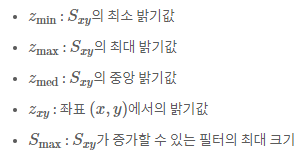 • z_min : S_xy의 최소 밝기값
• z_max : S_xy의 최대 밝기값
• z_med : S_xy의 중앙 밝기값
• z_xy : 좌표 (x, y)에서의 밝기값
• S_max : S_xy가 증가할 수 있는 필터의 최대 크기